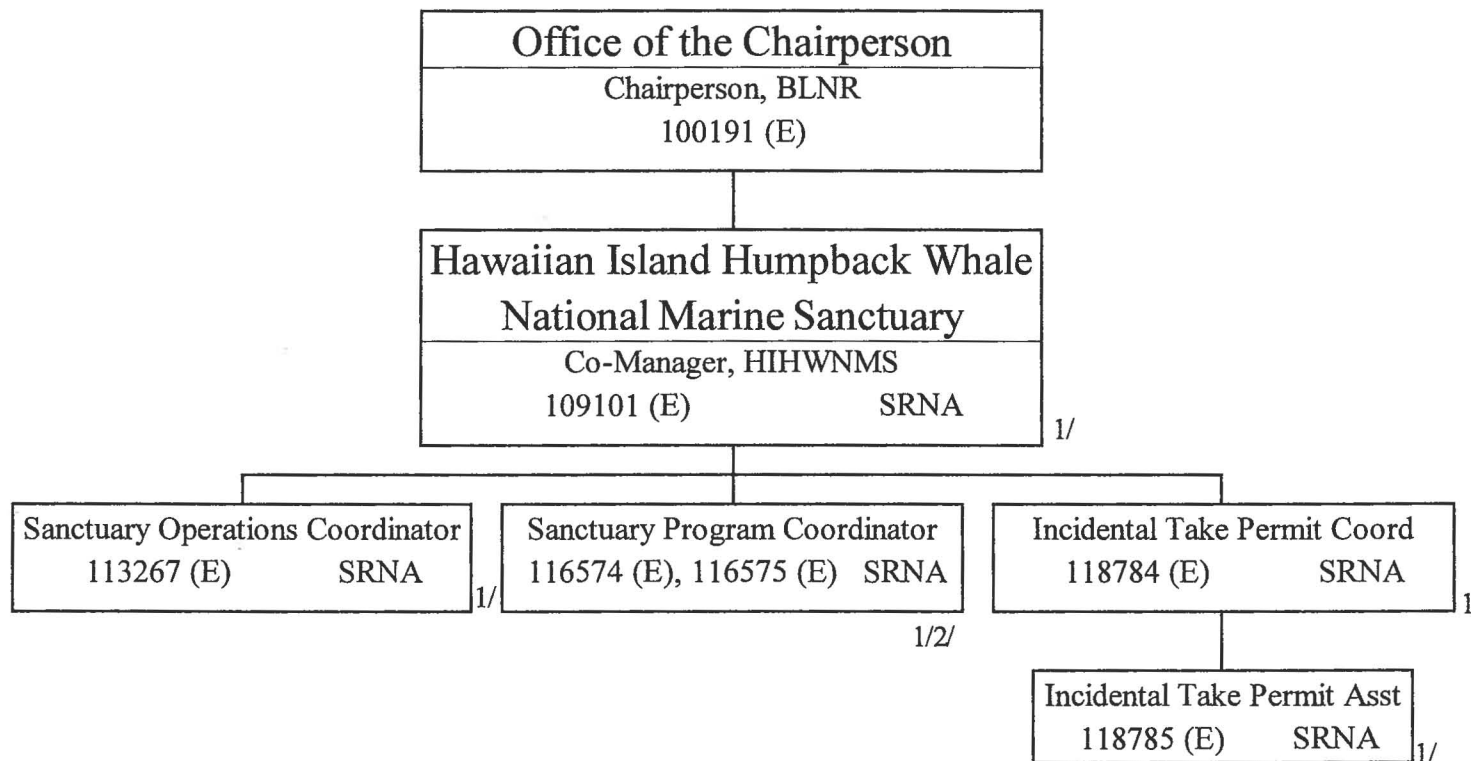 Office of the Chairperson
Chairperson, BLNR
100191 (E)
Hawaiian Island Humpback Whale
National Marine Sanctuary
Co-Manager, HIHWNMS
109101 (E) SRNA
1/
Sanctuary Operations Coordinator
113267 (E) SRNA
1/
Sanctuary Program Coordinator
116574 (E), 116575 (E) SRNA
1/2/
Incidental Take Permit Coord
118784 (E) SRNA
1
Incidental Take Permit Asst
118785 (E) SRNA
1/